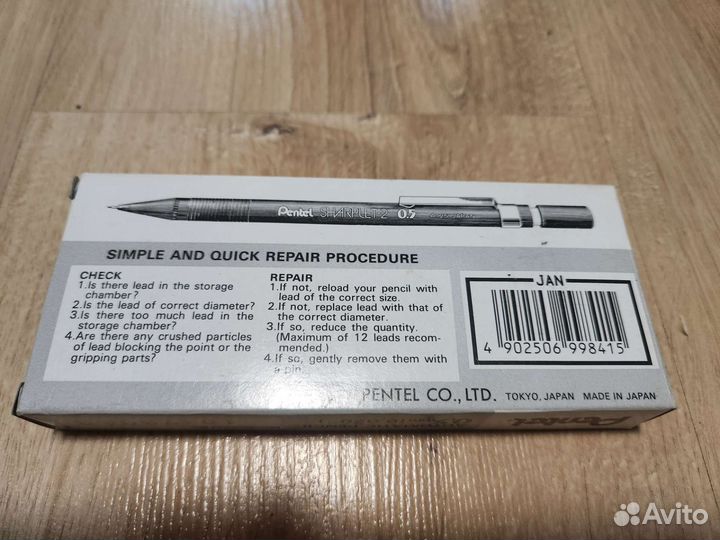 Pentel SHARPLET-2 0.5
SIMPLE AND QUICK REPAIR PROCEDURE
CHECK
1.Is there lead in the storage
chamber?
2.Is the lead of correct diameter?
3.Is there too much lead in the
storage chamber?
4.Are there any crushed particles
of lead blocking the point or the
gripping parts?
REPAIR
1.If not, reload your pencil with
lead of the correct size.
2.If not, replace lead with that of
the correct diameter.
3.If so, reduce the quantity.
(Maximum of 12 leads recom-
mended.)
4.If so, gently remove them with
a pin.
JAN
4 902506 998415
PENTEL CO., LTD. TOKYO, JAPAN MADE IN JAPAN
Pentel
Avito